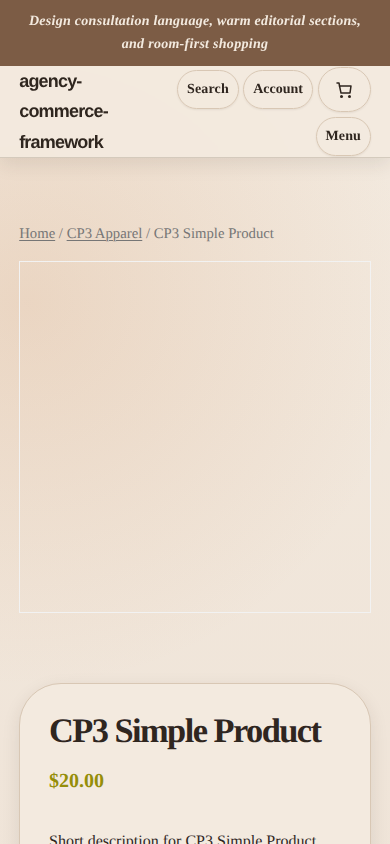 Design consultation language, warm editorial sections,
and room-first shopping
agency-
commerce-
framework
Search
Account
Menu
Home / CP3 Apparel / CP3 Simple Product
CP3 Simple Product
$20.00
Short description for CP3 Simple Product